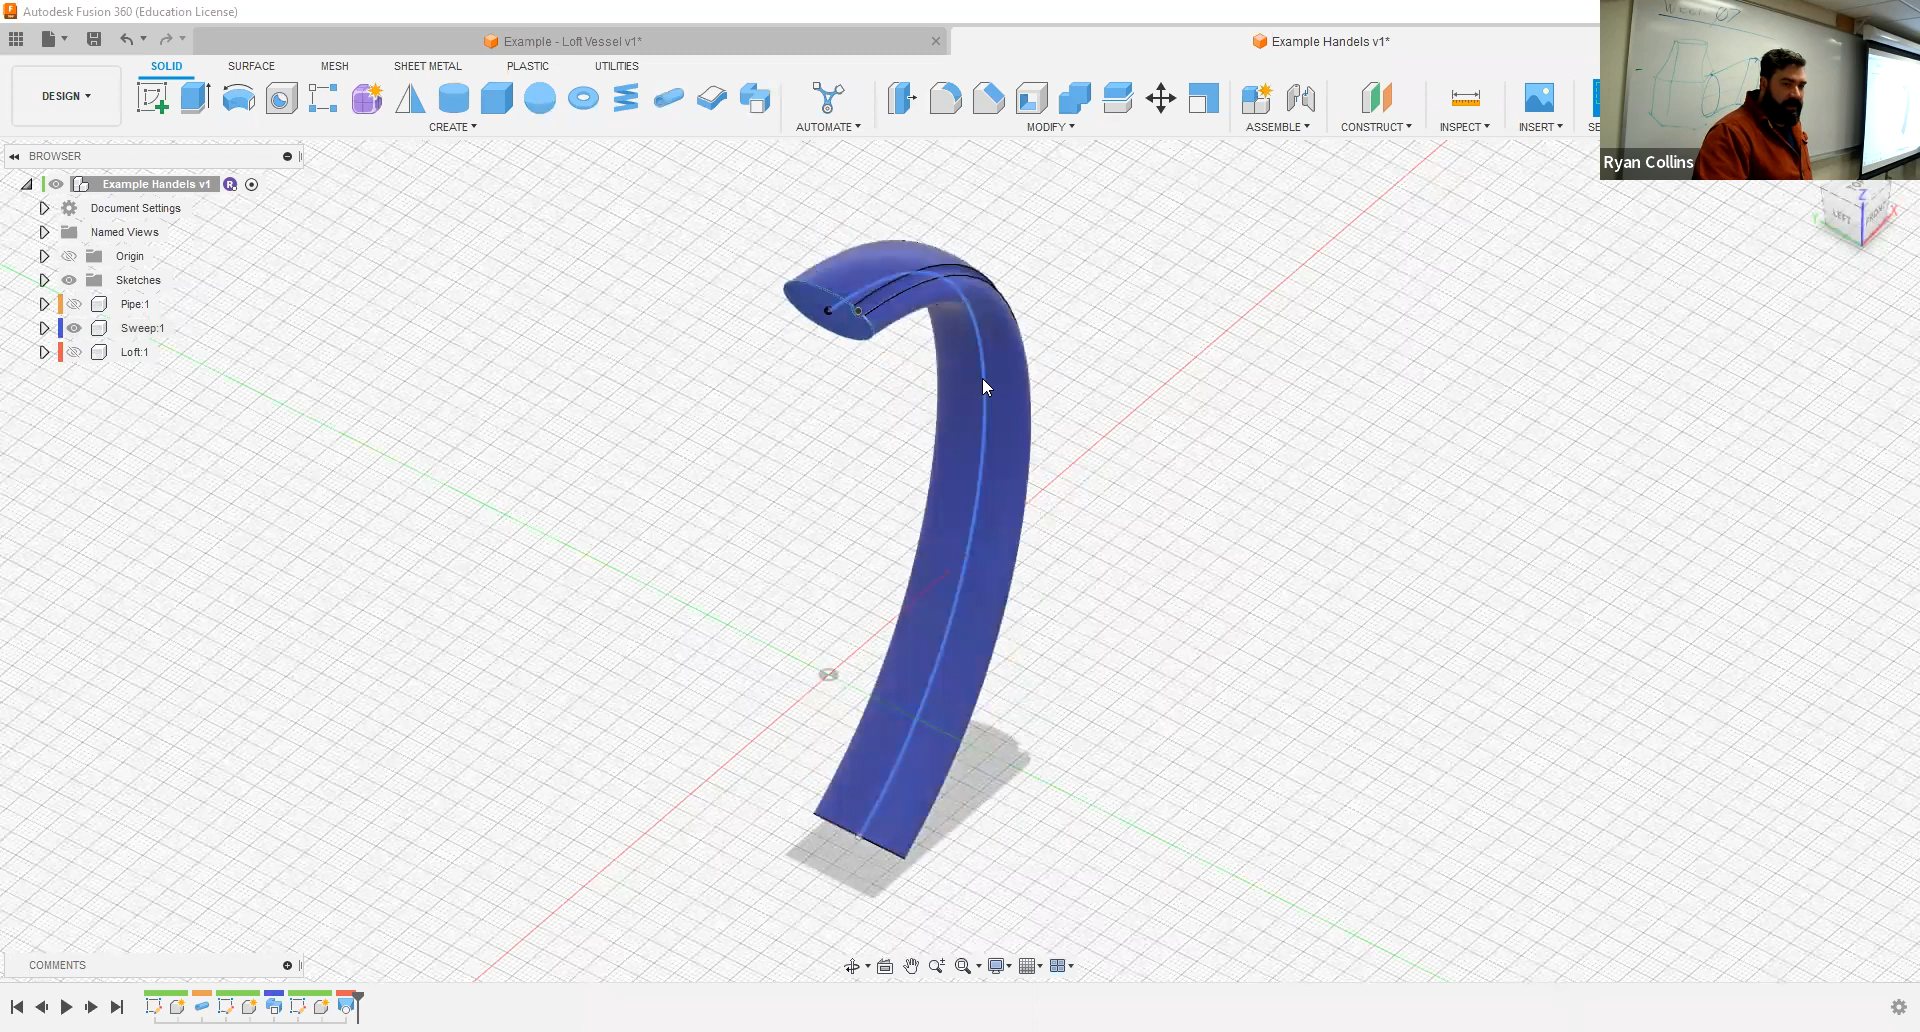 Autodesk Fusion 360 (Education License)
Example - Loft Vessel v1*
Example Handels v1*
SOLID
SURFACE
MESH
SHEET METAL
PLASTIC
UTILITIES
DESIGN
CREATE
AUTOMATE
MODIFY
ASSEMBLE
CONSTRUCT
INSPECT
INSERT
SE
Ryan Collins
BROWSER
Example Handels v1
R
Document Settings
Named Views
Origin
Sketches
Pipe:1
Sweep:1
Loft:1
LEFT
FRONT
Z
X
Y
COMMENTS